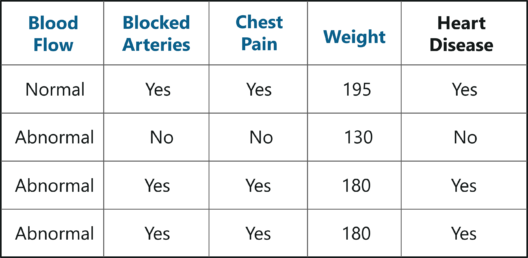 Blood Flow Blocked Arteries Chest Pain Weight Heart Disease
Normal Yes Yes 195 Yes
Abnormal No No 130 No
Abnormal Yes Yes 180 Yes
Abnormal Yes Yes 180 Yes